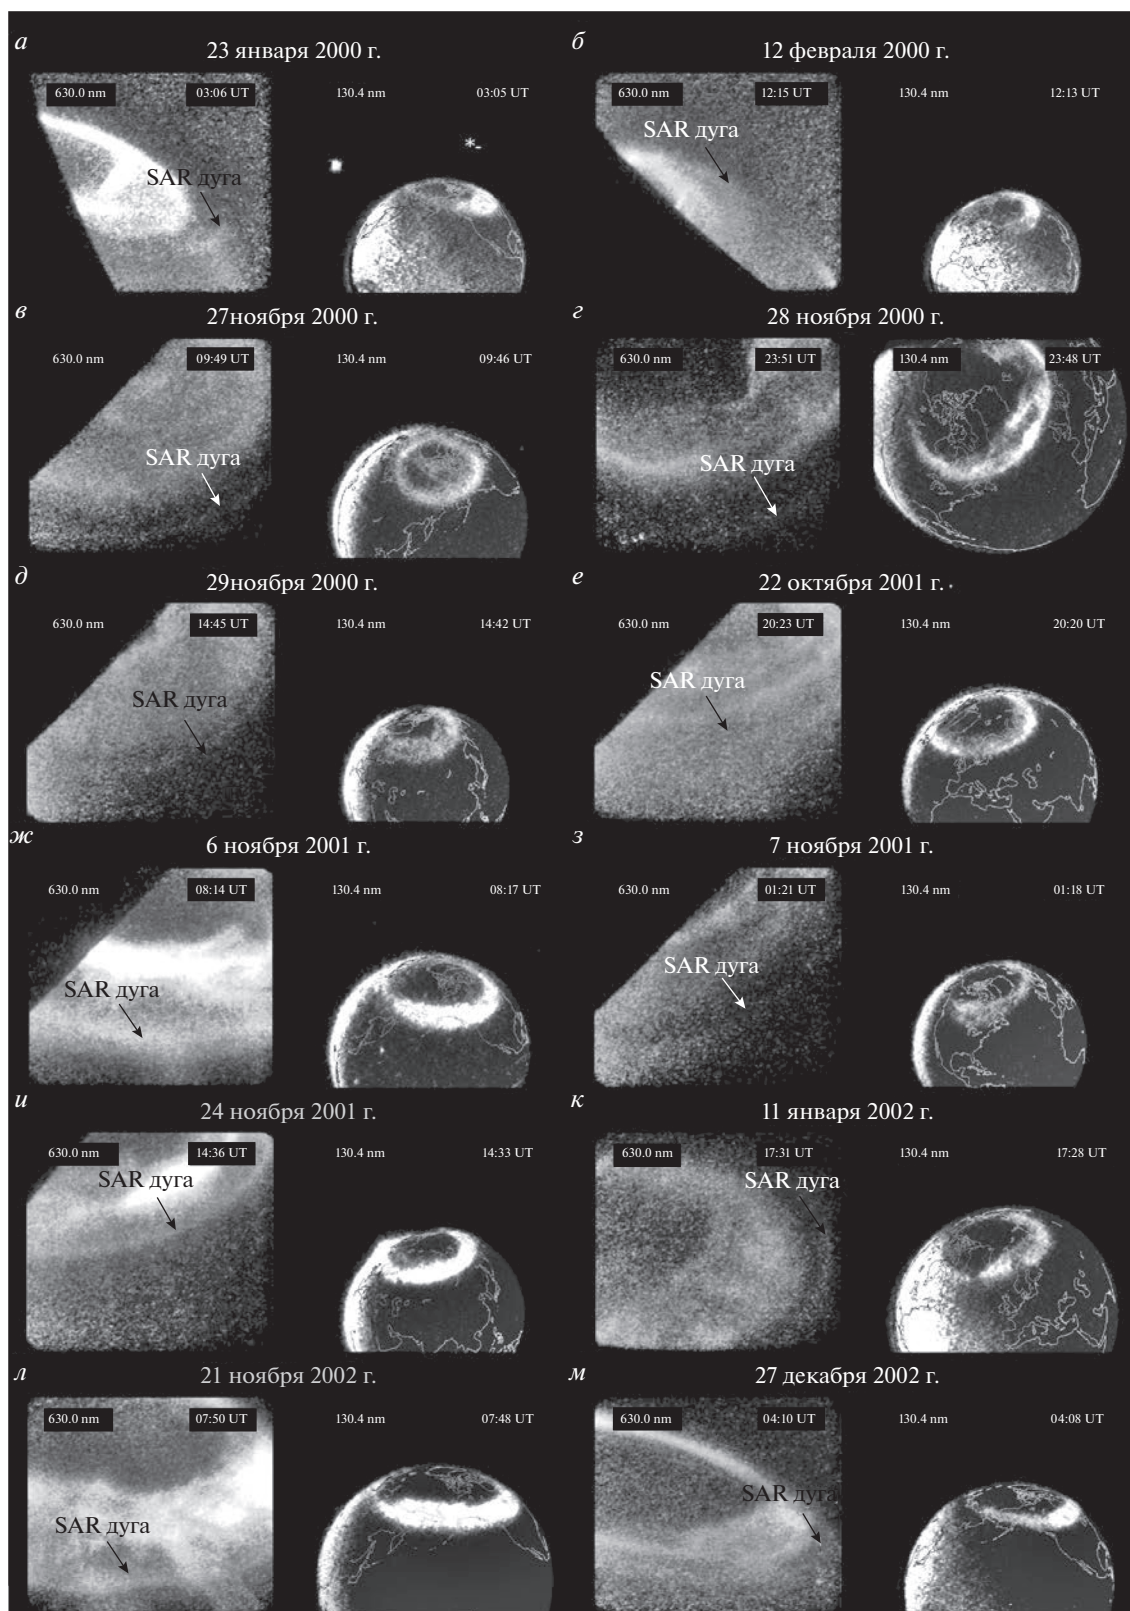 а
23 января 2000 г.
630.0 nm 03:06 UT
130.4 nm 03:05 UT
SAR дуга
б
12 февраля 2000 г.
630.0 nm 12:15 UT
130.4 nm 12:13 UT
SAR дуга
в
27ноября 2000 г.
630.0 nm 09:49 UT
130.4 nm 09:46 UT
SAR дуга
г
28 ноября 2000 г.
630.0 nm 23:51 UT
130.4 nm 23:48 UT
SAR дуга
д
29ноября 2000 г.
630.0 nm 14:45 UT
130.4 nm 14:42 UT
SAR дуга
е
22 октября 2001 г.
630.0 nm 20:23 UT
130.4 nm 20:20 UT
SAR дуга
ж
6 ноября 2001 г.
630.0 nm 08:14 UT
130.4 nm 08:17 UT
SAR дуга
з
7 ноября 2001 г.
630.0 nm 01:21 UT
130.4 nm 01:18 UT
SAR дуга
и
24 ноября 2001 г.
630.0 nm 14:36 UT
130.4 nm 14:33 UT
SAR дуга
к
11 января 2002 г.
630.0 nm 17:31 UT
130.4 nm 17:28 UT
SAR дуга
л
21 ноября 2002 г.
630.0 nm 07:50 UT
130.4 nm 07:48 UT
SAR дуга
м
27 декабря 2002 г.
630.0 nm 04:10 UT
130.4 nm 04:08 UT
SAR дуга